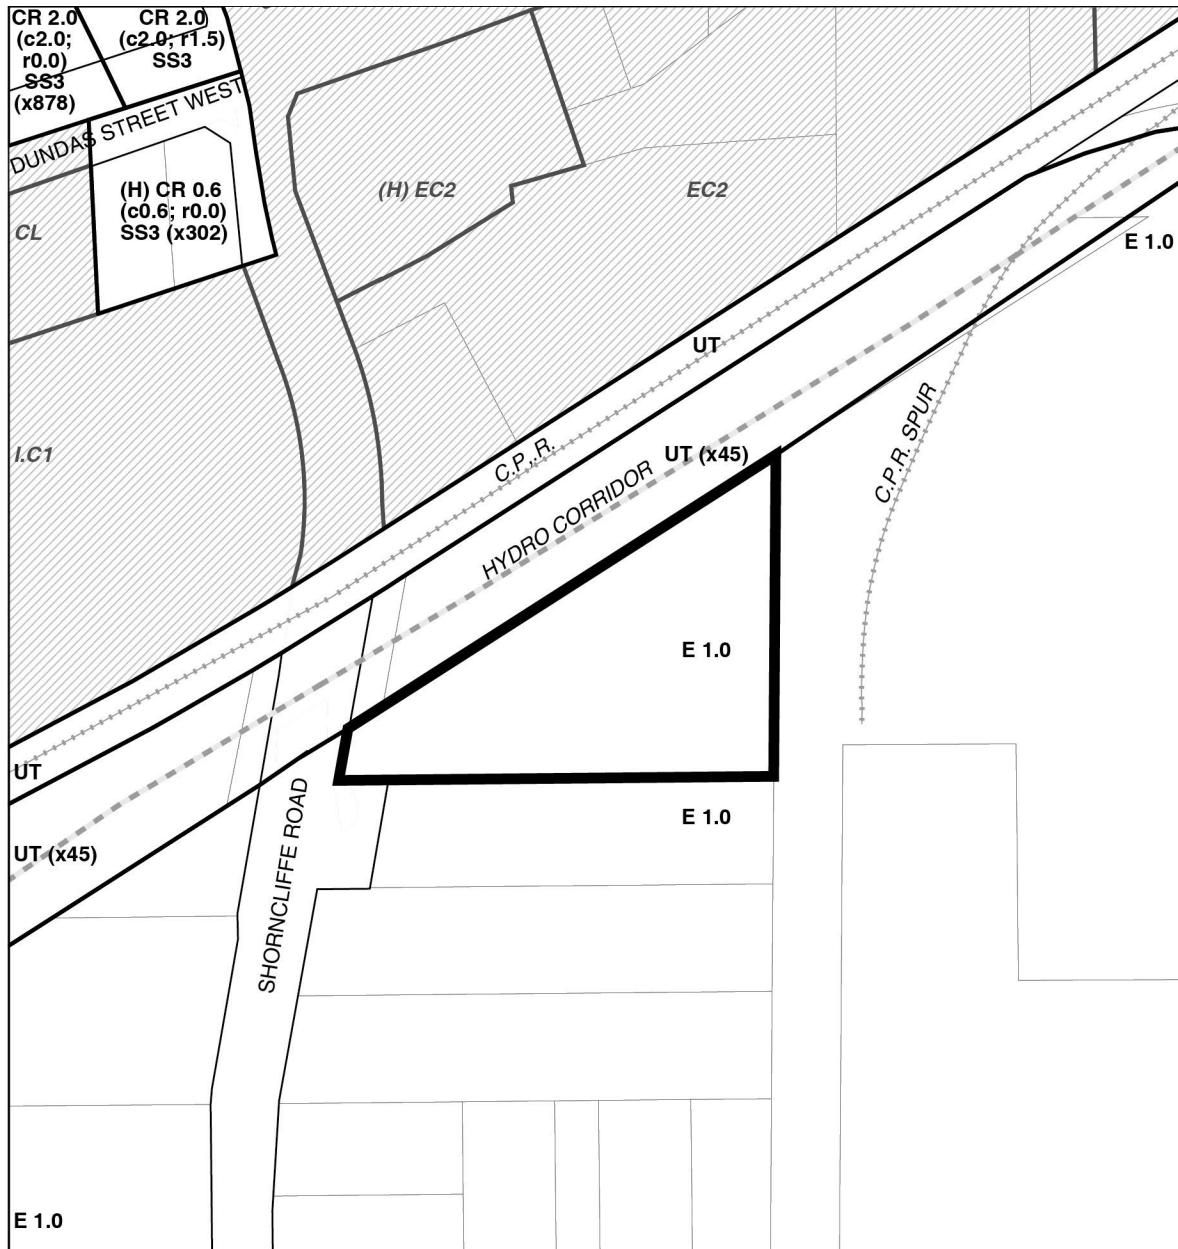 CR 2.0
(c2.0;
r0.0)
SS3
(x878)
CR 2.0
(c2.0; r1.5)
SS3
DUNDAS STREET WEST
(H) CR 0.6
(c0.6; r0.0)
SS3 (x302)
CL
(H) EC2
EC2
E 1.0
UT
I.C1
C.P,.R.
UT (x45)
HYDRO CORRIDOR
C.P.R. SPUR
E 1.0
UT
E 1.0
UT (x45)
SHORNCLIFFE ROAD
E 1.0